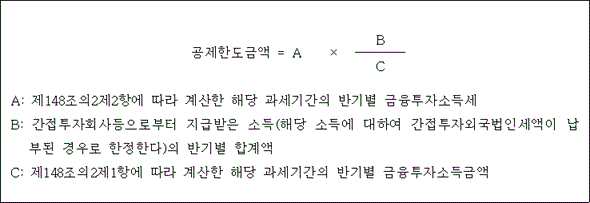 공제한도금액 = A × B / C
A: 제148조의2제2항에 따라 계산한 해당 과세기간의 반기별 금융투자소득세
B: 간접투자회사등으로부터 지급받은 소득(해당 소득에 대하여 간접투자외국법인세액이 납
부된 경우로 한정한다)의 반기별 합계액
C: 제148조의2제1항에 따라 계산한 해당 과세기간의 반기별 금융투자소득금액